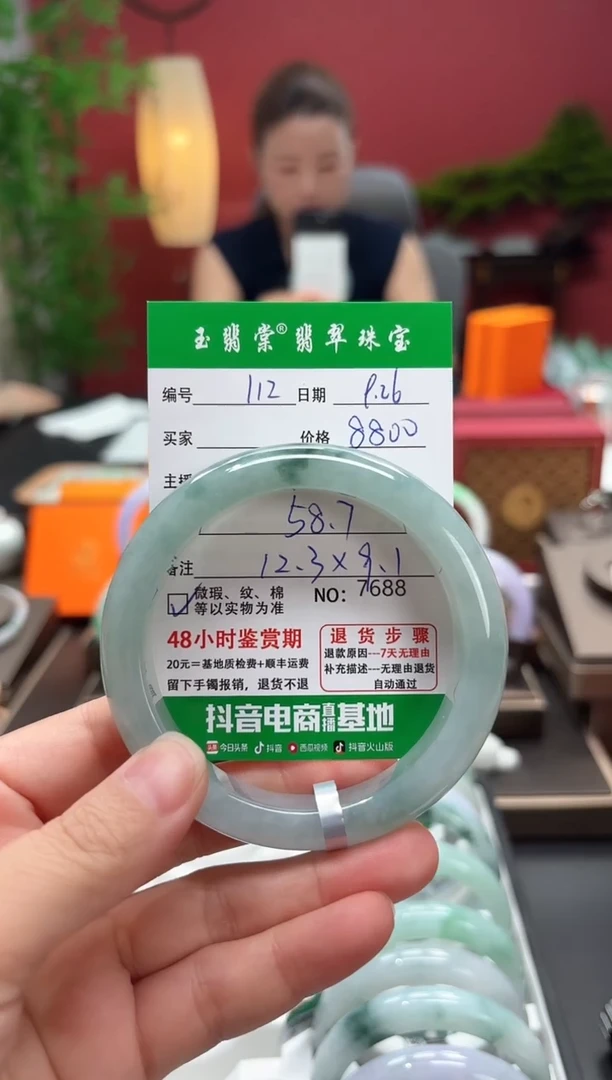 玉翡棠®翡翠珠宝
编号 112 日期 9.26
买家 价格 8800
主播
58.7
备注 12.3×9.1
微瑕、纹、棉
等以实物为准 NO: 7688
48小时鉴赏期
20元=基地质检费+顺丰运费
留下手镯报销，退货不退
退货步骤
退款原因---7天无理由
补充描述---无理由退货
自动通过
抖音电商直播基地
头条 今日头条 抖音 西瓜视频 抖音火山版